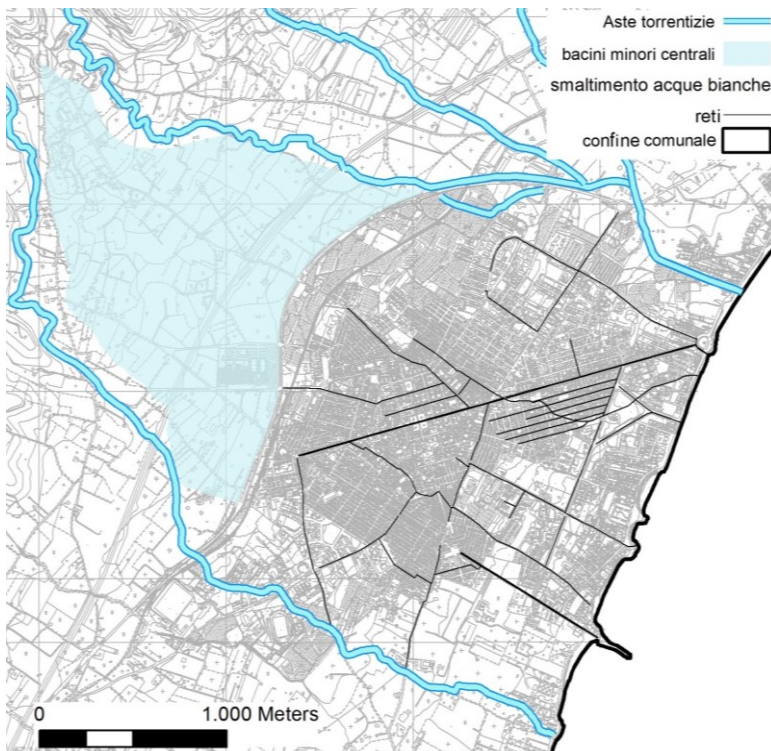 Aste torrentizie
bacini minori centrali
smaltimento acque bianche
reti
confine comunale
0 1.000 Meters